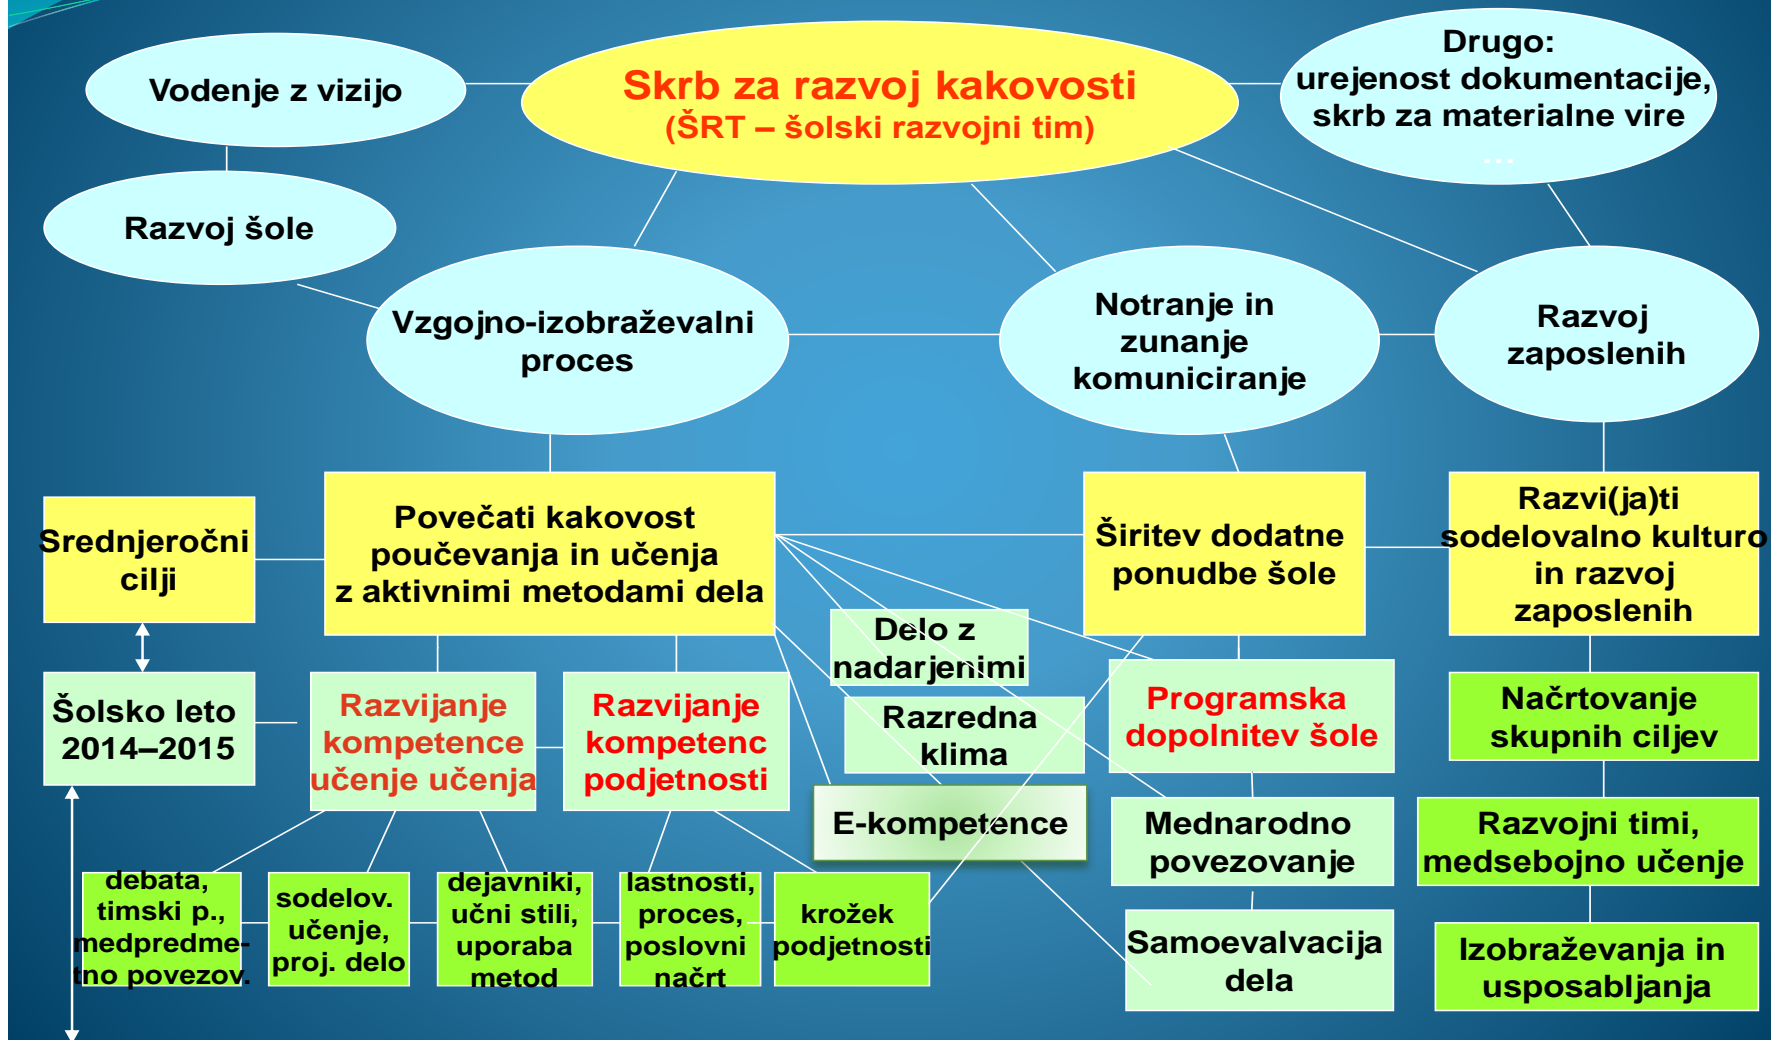 Vodenje z vizijo
Skrb za razvoj kakovosti
(ŠRT – šolski razvojni tim)
Drugo:
urejenost dokumentacije,
skrb za materialne vire
…
Razvoj šole
Vzgojno-izobraževalni
proces
Notranje in
zunanje
komuniciranje
Razvoj
zaposlenih
Srednjeročni
cilji
Povečati kakovost
poučevanja in učenja
z aktivnimi metodami dela
Širitev dodatne
ponudbe šole
Razvi(ja)ti
sodelovalno kulturo
in razvoj
zaposlenih
Šolsko leto
2014–2015
Razvijanje
kompetence
učenje učenja
Razvijanje
kompetenc
podjetnosti
Delo z
nadarjenimi
Razredna
klima
E-kompetence
Programska
dopolnitev šole
Načrtovanje
skupnih ciljev
Mednarodno
povezovanje
Razvojni timi,
medsebojno učenje
debata,
timski p.,
medpredme-
tno povezov.
sodelov.
učenje,
proj. delo
dejavniki,
učni stili,
uporaba
metod
lastnosti,
proces,
poslovni
načrt
krožek
podjetnosti
Samoevalvacija
dela
Izobraževanja in
usposabljanja